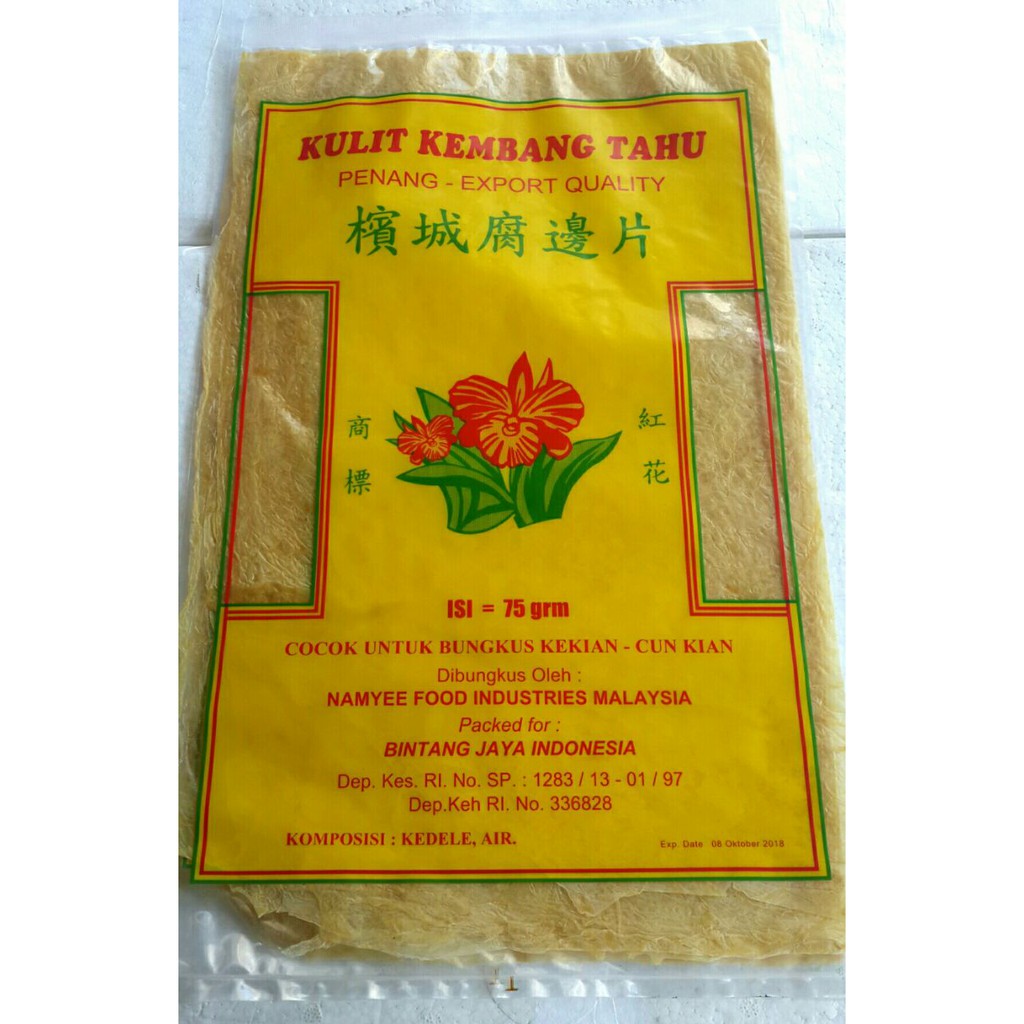 KULIT KEMBANG TAHU
PENANG - EXPORT QUALITY
檳城腐邊片
商標
紅花
ISI = 75 grm
COCOK UNTUK BUNGKUS KEKIAN - CUN KIAN
Dibungkus Oleh :
NAMYEE FOOD INDUSTRIES MALAYSIA
Packed for :
BINTANG JAYA INDONESIA
Dep. Kes. RI. No. SP. : 1283 / 13 - 01 / 97
Dep.Keh RI. No. 336828
KOMPOSISI : KEDELE, AIR.
Exp. Date 08 Oktober 2018